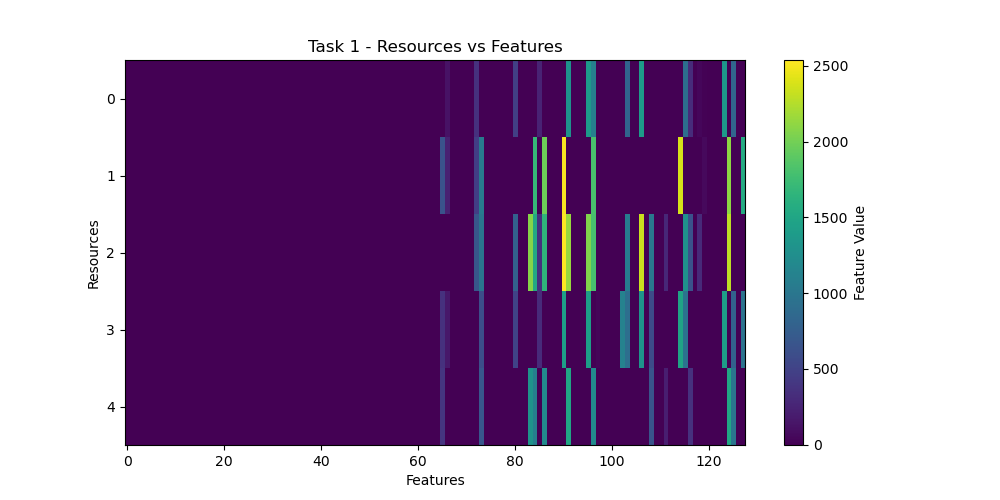 Task 1 - Resources vs Features
Resources
0
1
2
3
4
0 20 40 60 80 100 120
Features
2500
2000
1500
1000
500
0
Feature Value